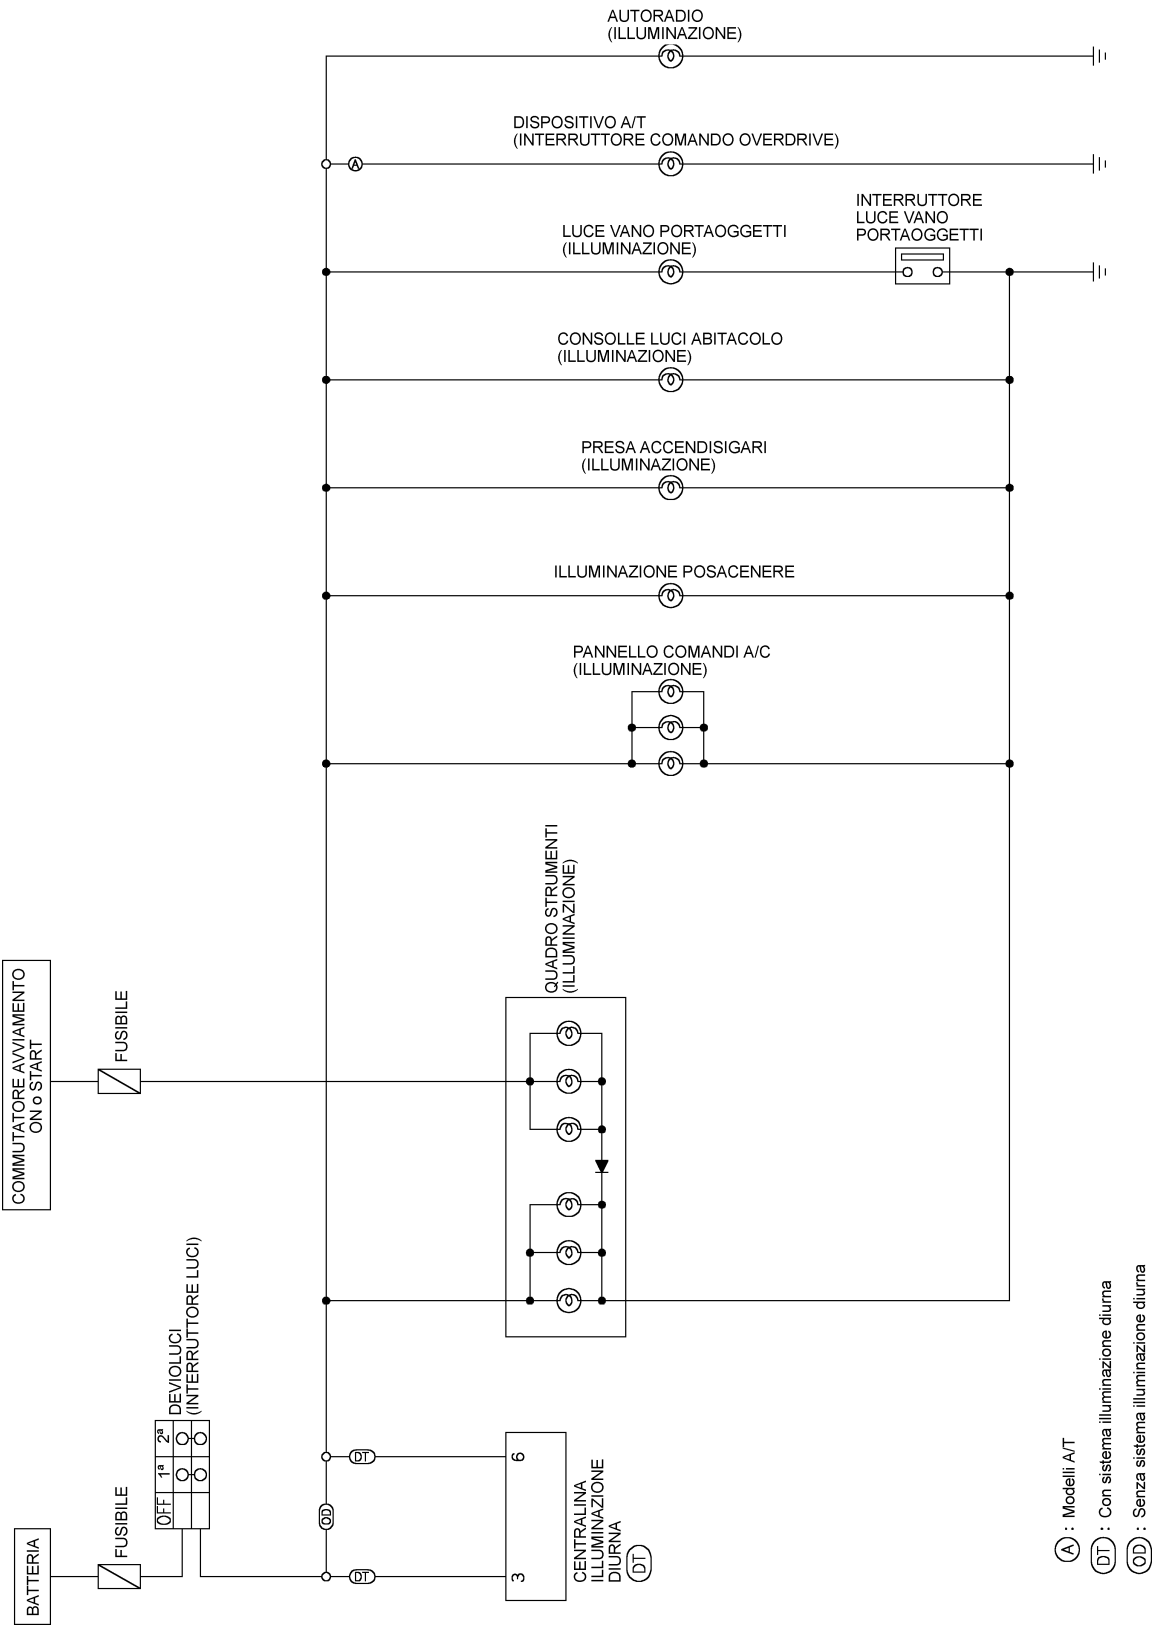 AUTORADIO
(ILLUMINAZIONE)
DISPOSITIVO A/T
(INTERRUTTORE COMANDO OVERDRIVE)
A
INTERRUTTORE
LUCE VANO
PORTAOGGETTI
LUCE VANO PORTAOGGETTI
(ILLUMINAZIONE)
CONSOLLE LUCI ABITACOLO
(ILLUMINAZIONE)
PRESA ACCENDISIGARI
(ILLUMINAZIONE)
ILLUMINAZIONE POSACENERE
PANNELLO COMANDI A/C
(ILLUMINAZIONE)
QUADRO STRUMENTI
(ILLUMINAZIONE)
COMMUTATORE AVVIAMENTO
ON o START
FUSIBILE
DEVIOLUCI
(INTERRUTTORE LUCI)
OFF 1ª 2ª
BATTERIA
FUSIBILE
OD
DT
DT
6
3
CENTRALINA
ILLUMINAZIONE
DIURNA
DT
A : Modelli A/T
DT : Con sistema illuminazione diurna
OD : Senza sistema illuminazione diurna